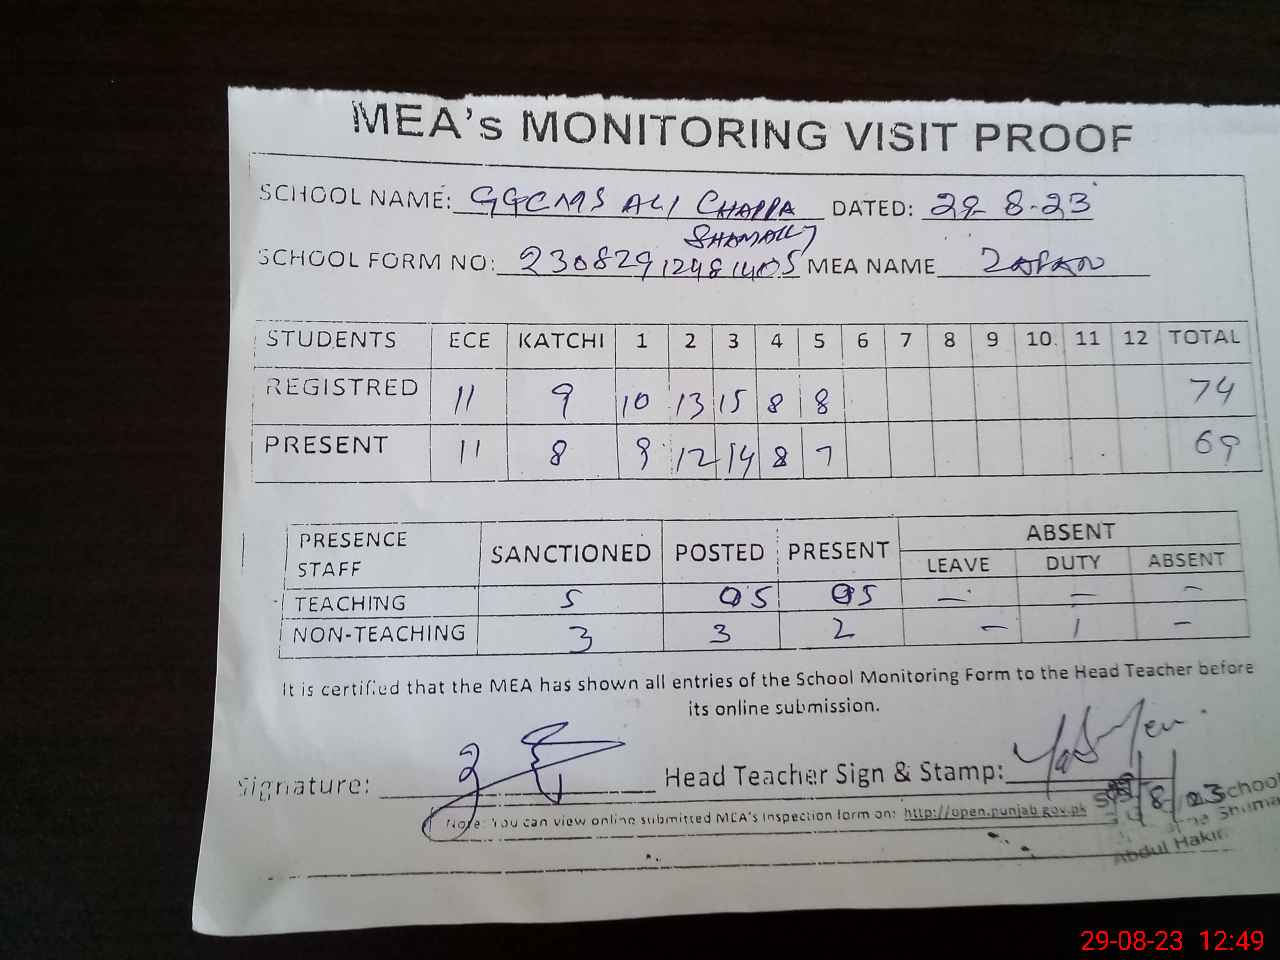 MEA's MONITORING VISIT PROOF
SCHOOL NAME: GGCMS ALI CHAPPA DATED: 29-8-23
SHAMALLY
SCHOOL FORM NO: 23082912481405 MEA NAME
STUDENTS ECE KATCHI 1 2 3 4 5 6 7 8 9 10. 11 12 TOTAL
REGISTRED 11 9 10 13 15 8 8 74
PRESENT 11 8 9 12 14 8 7 69
PRESENCE STAFF SANCTIONED POSTED PRESENT ABSENT
LEAVE DUTY ABSENT
TEACHING 5 05 05 — — —
NON-TEACHING 3 3 2 — 1 —
It is certified that the MEA has shown all entries of the School Monitoring Form to the Head Teacher before
its online submission.
Signature: Head Teacher Sign & Stamp:
Note: You can view online submitted MEA's Inspection form on: http://open.punjab.gov.pk
School
Abdul Hakim
29-08-23 12:49